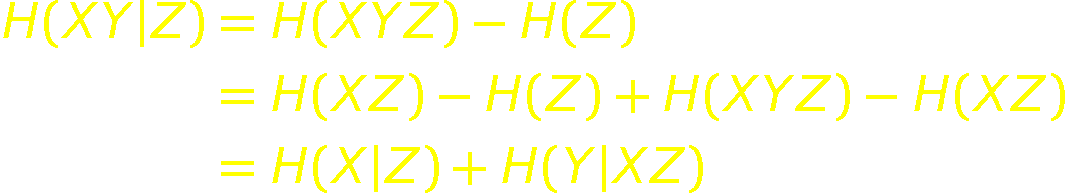 H(XY|Z) = H(XYZ) − H(Z)
= H(XZ) − H(Z) + H(XYZ) − H(XZ)
= H(X|Z) + H(Y|XZ)